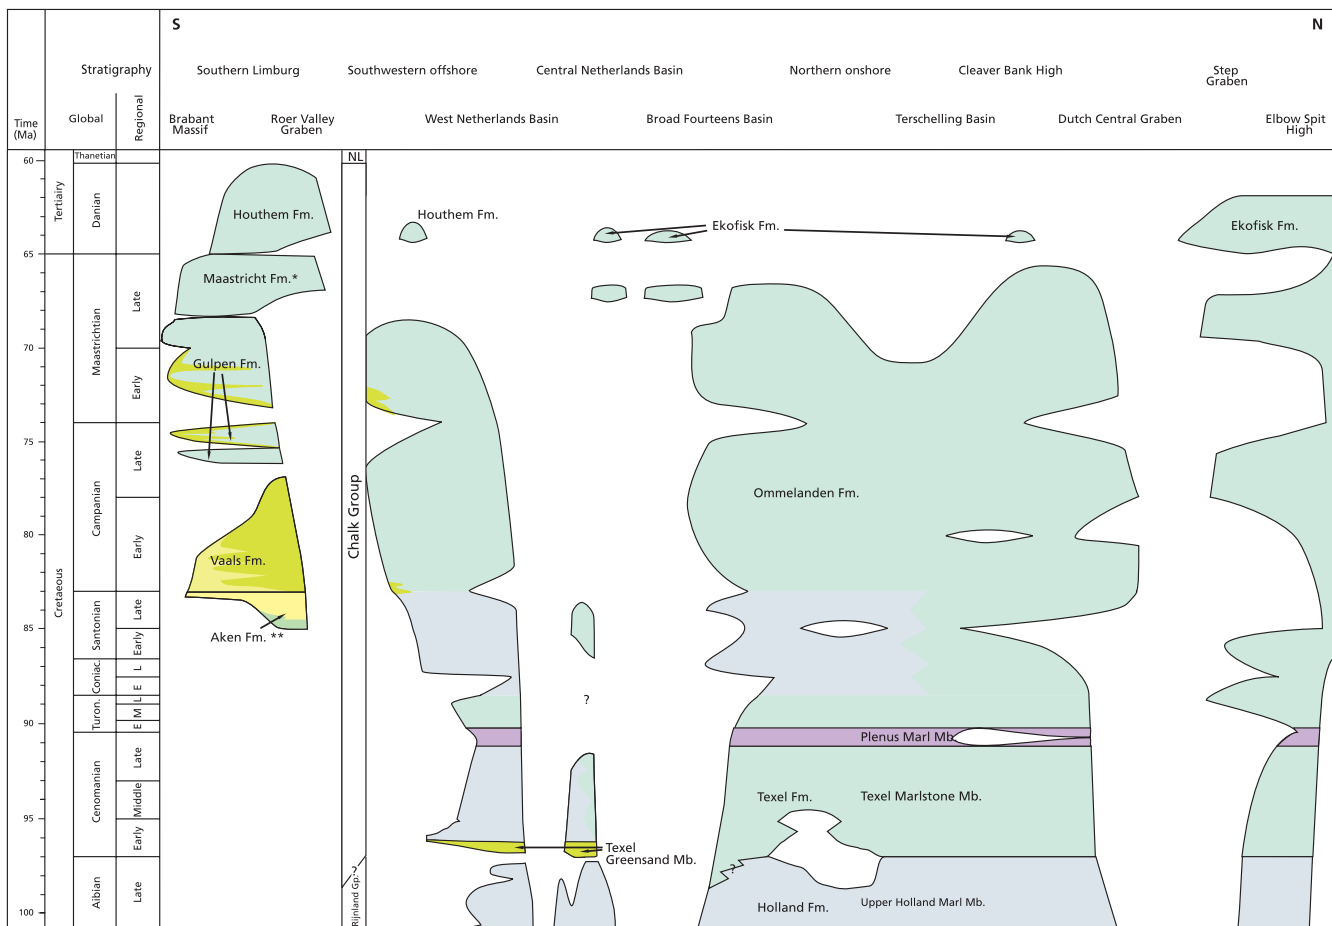 S
N
Stratigraphy
Southern Limburg
Southwestern offshore
Central Netherlands Basin
Northern onshore
Cleaver Bank High
Step
Graben
Time
(Ma)
Global
Regional
Brabant
Massif
Roer Valley
Graben
West Netherlands Basin
Broad Fourteens Basin
Terschelling Basin
Dutch Central Graben
Elbow Spit
High
60
65
70
75
80
85
90
95
100
Tertiairy
Cretaeous
Thanetian
Danian
Maastrichtian
Campanian
Santonian
Coniac.
Turon.
Cenomanian
Aibian
Late
Early
Late
Early
Late
Early
L
E
L
M
E
Late
Middle
Early
Late
NL
Chalk Group
?
Rijnland Gp.
Houthem Fm.
Maastricht Fm.*
Gulpen Fm.
Vaals Fm.
Aken Fm. **
Houthem Fm.
Ekofisk Fm.
Ekofisk Fm.
Ommelanden Fm.
?
Plenus Marl Mb.
Texel Fm.
Texel Marlstone Mb.
Texel
Greensand Mb.
?
Holland Fm.
Upper Holland Marl Mb.